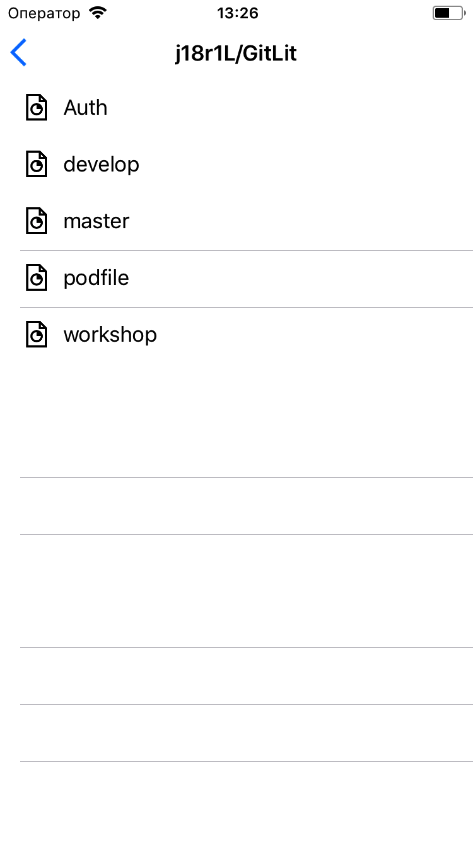 Оператор 13:26
j18r1L/GitLit
Auth
develop
master
podfile
workshop